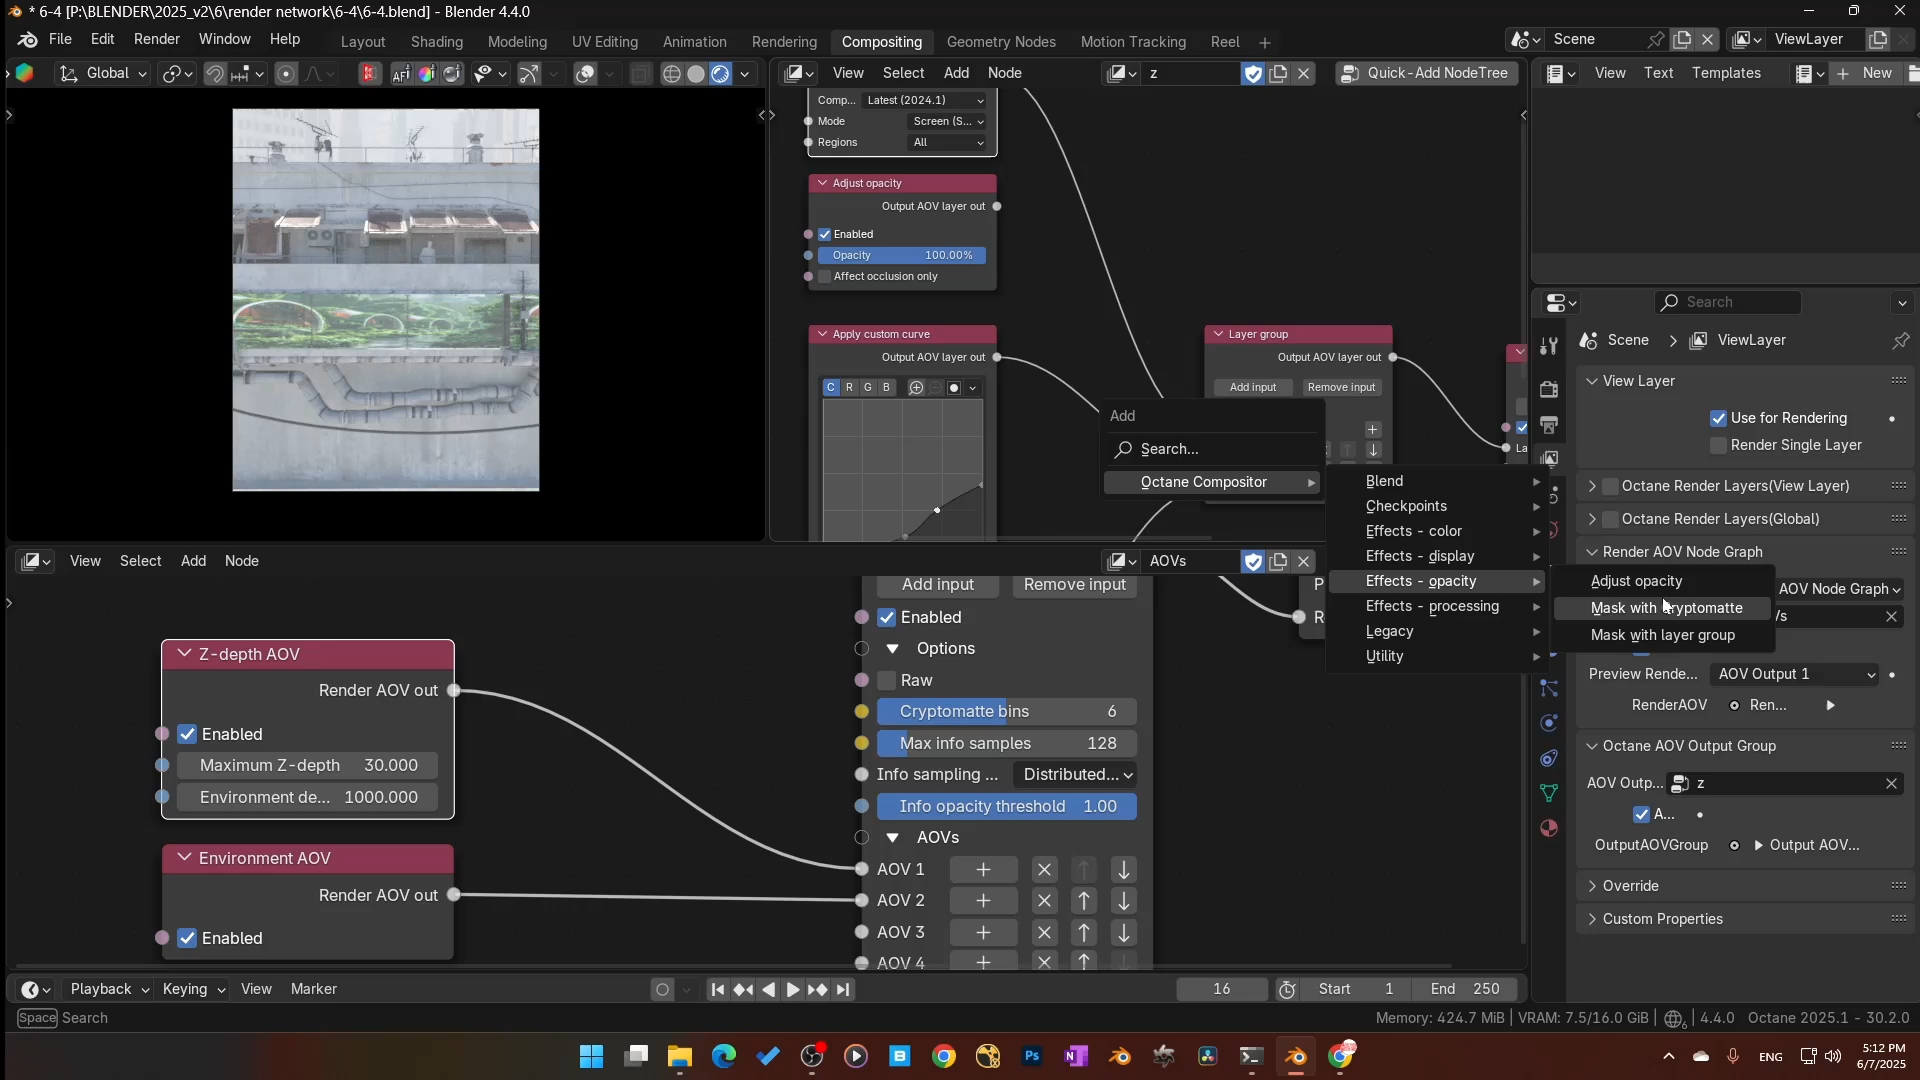 * 6-4 [P:\BLENDER\2025_v2\6\render network\6-4\6-4.blend] - Blender 4.4.0
File Edit Render Window Help
Layout Shading Modeling UV Editing Animation Rendering Compositing Geometry Nodes Motion Tracking Reel
Scene ViewLayer
Global
View Select Add Node z Quick-Add NodeTree
View Text Templates New
Comp... Latest (2024.1)
Mode Screen (S...
Regions All
Adjust opacity
Output AOV layer out
Enabled
Opacity 100.00%
Affect occlusion only
Apply custom curve
Output AOV layer out
C R G B
Layer group
Output AOV layer out
Add input Remove input
La
Add
Search...
Octane Compositor
Blend
Checkpoints
Effects - color
Effects - display
Effects - opacity
Effects - processing
Legacy
Utility
Adjust opacity
Mask with Cryptomatte
Mask with layer group
View Select Add Node AOVs
Z-depth AOV
Render AOV out
Enabled
Maximum Z-depth 30.000
Environment de... 1000.000
Environment AOV
Render AOV out
Enabled
Add input Remove input
Enabled
Options
Raw
Cryptomatte bins 6
Max info samples 128
Info sampling ... Distributed...
Info opacity threshold 1.00
AOVs
AOV 1
AOV 2
AOV 3
AOV 4
P
R
Search
Scene ViewLayer
View Layer
Use for Rendering
Render Single Layer
Octane Render Layers(View Layer)
Octane Render Layers(Global)
Render AOV Node Graph
AOV Node Graph
Preview Rende... AOV Output 1
RenderAOV Ren...
Octane AOV Output Group
AOV Outp... z
A...
OutputAOVGroup Output AOV...
Override
Custom Properties
Playback Keying View Marker
16 Start 1 End 250
Space Search
Memory: 424.7 MiB | VRAM: 7.5/16.0 GiB | 6 | 4.4.0 Octane 2025.1 - 30.2.0
Ps
ENG
5:12 PM
6/7/2025